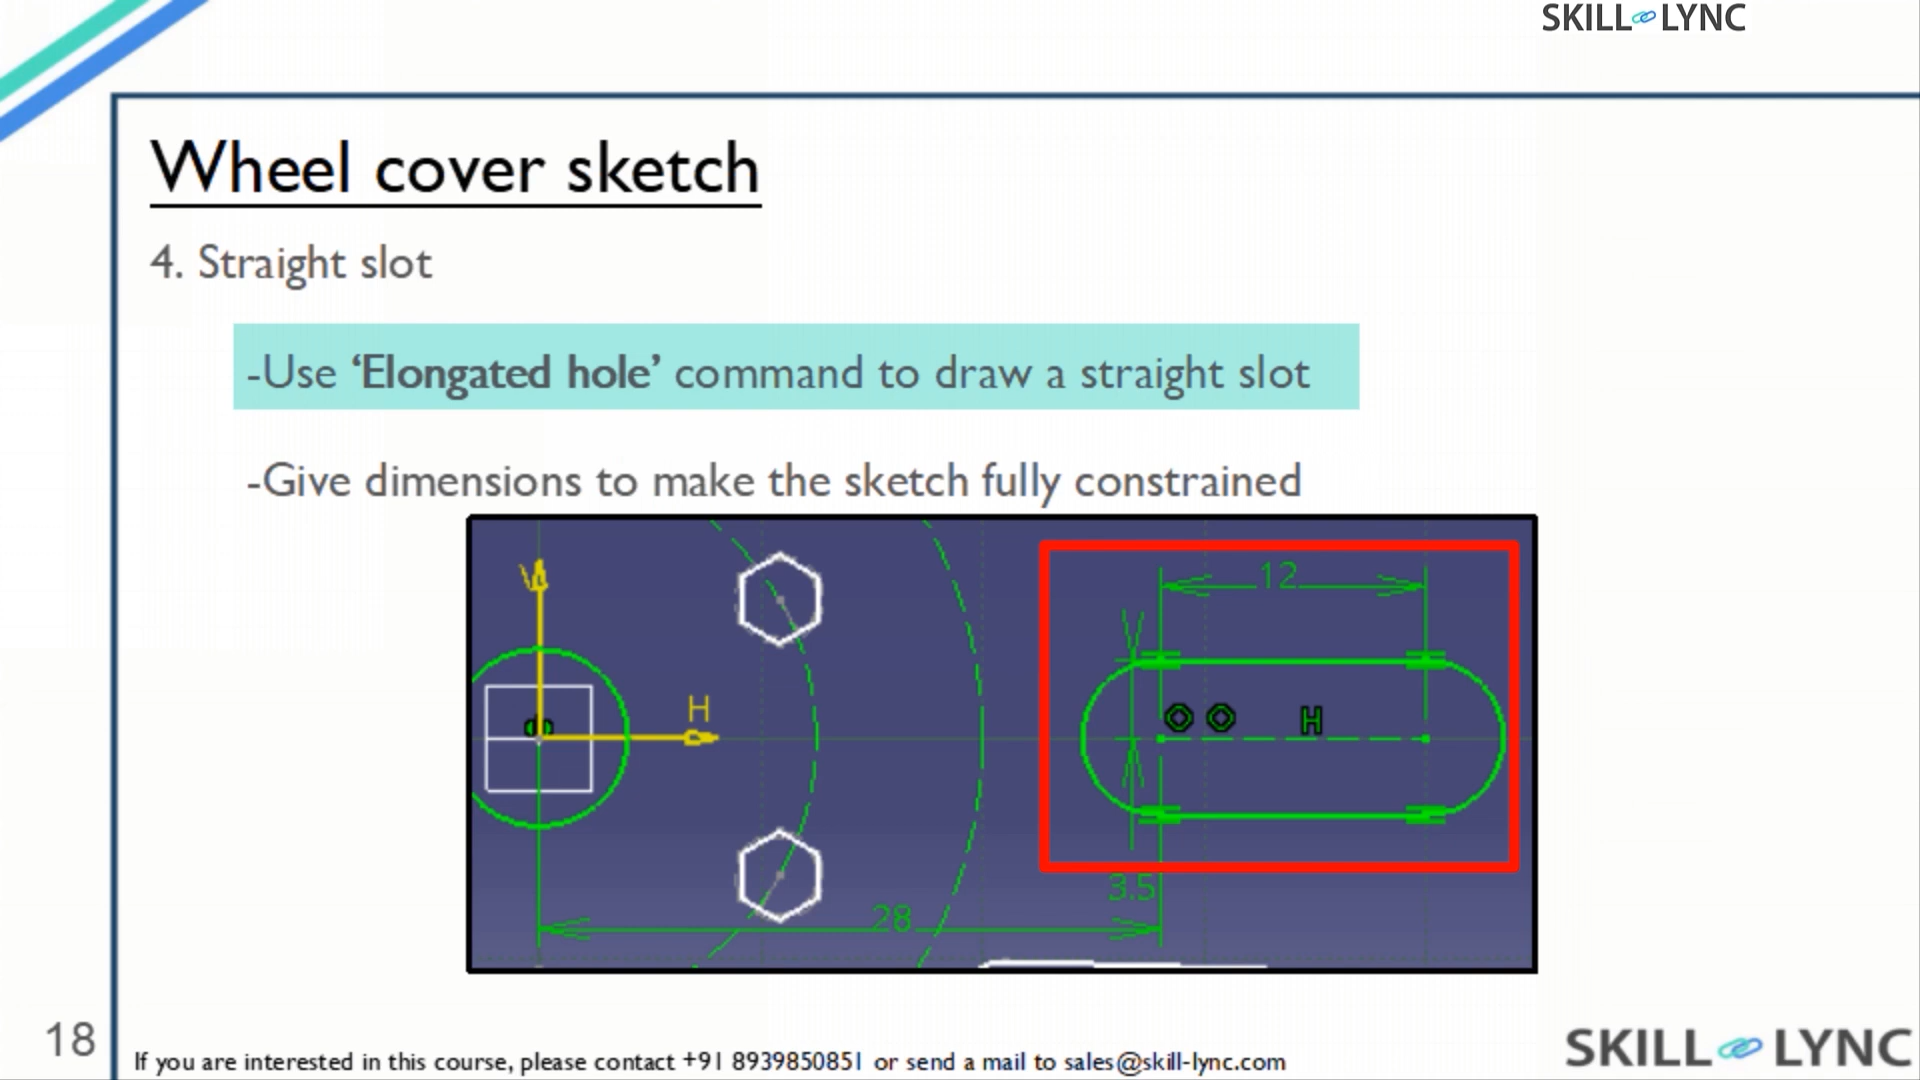 SKILL LYNC
Wheel cover sketch
4. Straight slot
-Use ‘Elongated hole’ command to draw a straight slot
-Give dimensions to make the sketch fully constrained
V
12
H
H
3.5
28
18
If you are interested in this course, please contact +91 8939850851 or send a mail to sales@skill-lync.com
SKILL LYNC